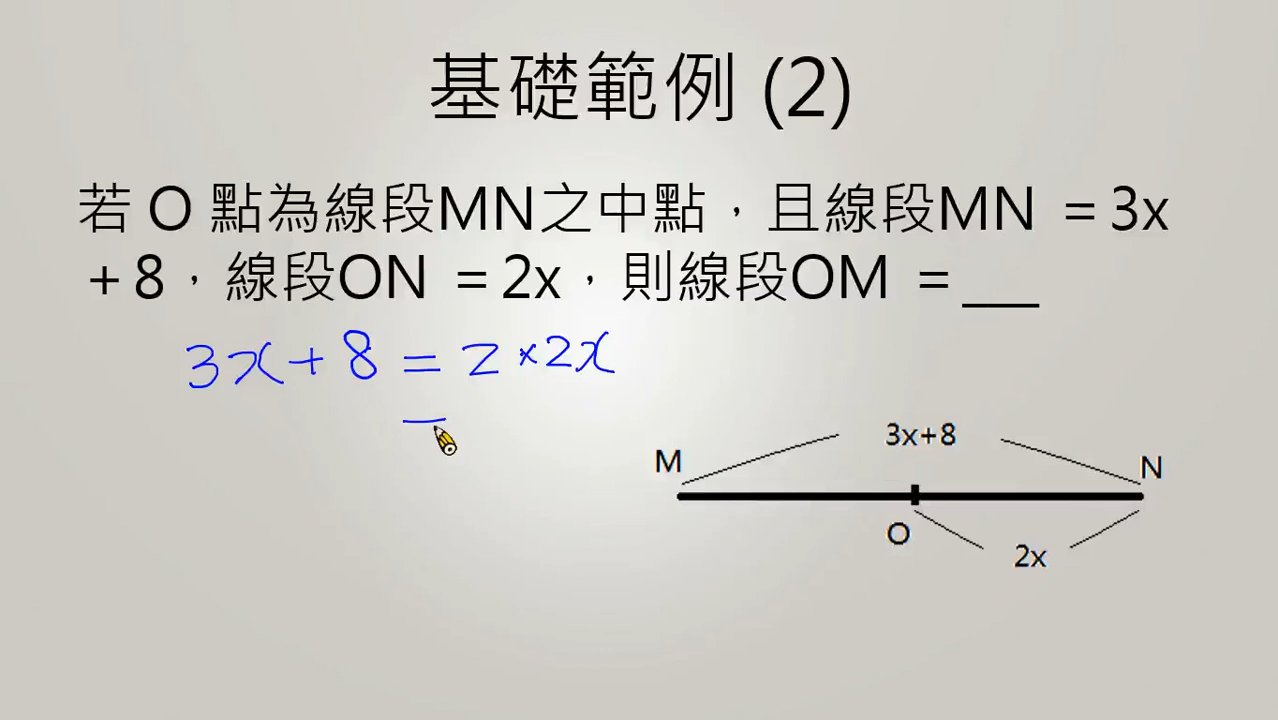 基礎範例 (2)
若 O 點為線段MN之中點，且線段MN ＝3x
＋8，線段ON ＝2x，則線段OM ＝___
3x+8=2×2x
=
3x+8
M
N
O
2x